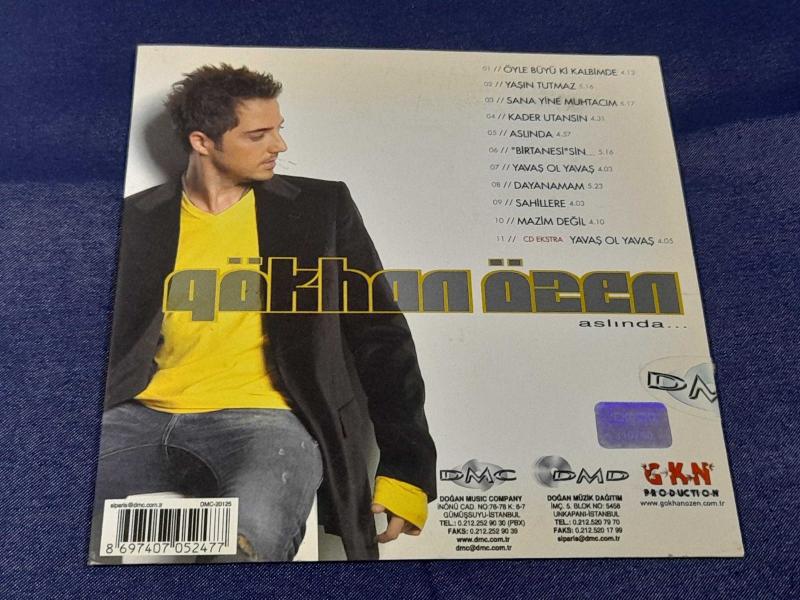 01 // ÖYLE BÜYÜ Kİ KALBİMDE 4.13
02 // YAŞIN TUTMAZ 5.16
03 // SANA YİNE MUHTACIM 5.17
04 // KADER UTANSIN 4.31
05 // ASLINDA 4.57
06 // "BİRTANESİ"SİN... 5.16
07 // YAVAŞ OL YAVAŞ 4.03
08 // DAYANAMAM 5.23
09 // SAHİLLERE 4.03
10 // MAZİM DEĞİL 4.10
11 // CD EKSTRA YAVAŞ OL YAVAŞ 4.05
gökhan özen
aslında...
DM
DMC
DOĞAN MUSIC COMPANY
İNÖNÜ CAD. NO:76-78 K: 6-7
GÜMÜŞSUYU-İSTANBUL
TEL.: 0.212.252 90 30 (PBX)
FAKS: 0.212.252 90 39
www.dmc.com.tr
dmc@dmc.com.tr
DMD
DOĞAN MÜZİK DAĞITIM
İMÇ. 5. BLOK NO: 5458
UNKAPANI-İSTANBUL
TEL.: 0.212.520 79 70
FAKS: 0.212.520 17 99
siparis@dmc.com.tr
GKN
PRODUCTION
www.gokhanozen.com.tr
siparis@dmc.com.tr
DMC-20125
8 697407 052477